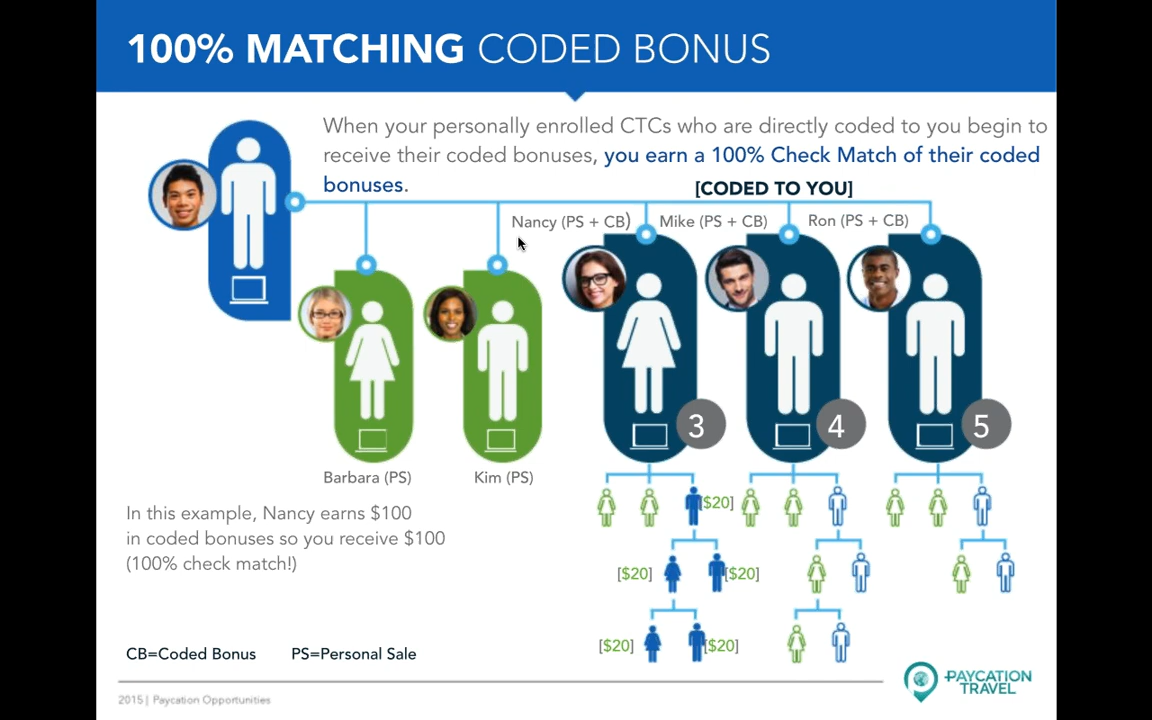 100% MATCHING CODED BONUS
When your personally enrolled CTCs who are directly coded to you begin to
receive their coded bonuses, you earn a 100% Check Match of their coded
bonuses.
[CODED TO YOU]
Nancy (PS + CB) Mike (PS + CB) Ron (PS + CB)
3 4 5
Barbara (PS) Kim (PS)
[$20]
In this example, Nancy earns $100
in coded bonuses so you receive $100
(100% check match!)
[$20] [$20]
[$20] [$20]
CB=Coded Bonus PS=Personal Sale
PAYCATION
TRAVEL
2015 | Paycation Opportunities